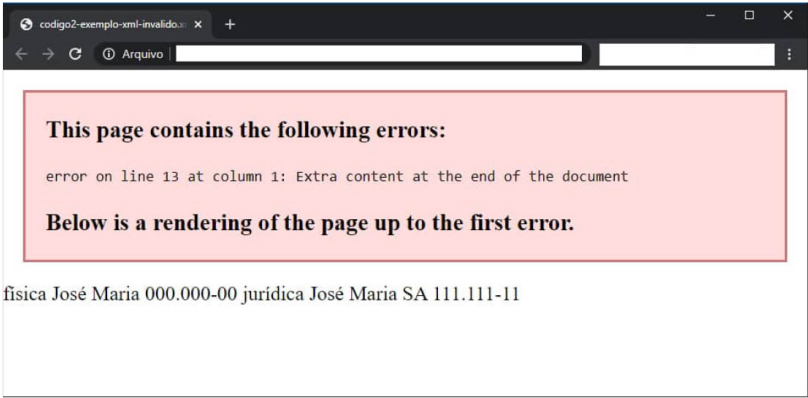 codigo2-exemplo-xml-invalido.x
Arquivo
This page contains the following errors:
error on line 13 at column 1: Extra content at the end of the document
Below is a rendering of the page up to the first error.
física José Maria 000.000-00 jurídica José Maria SA 111.111-11